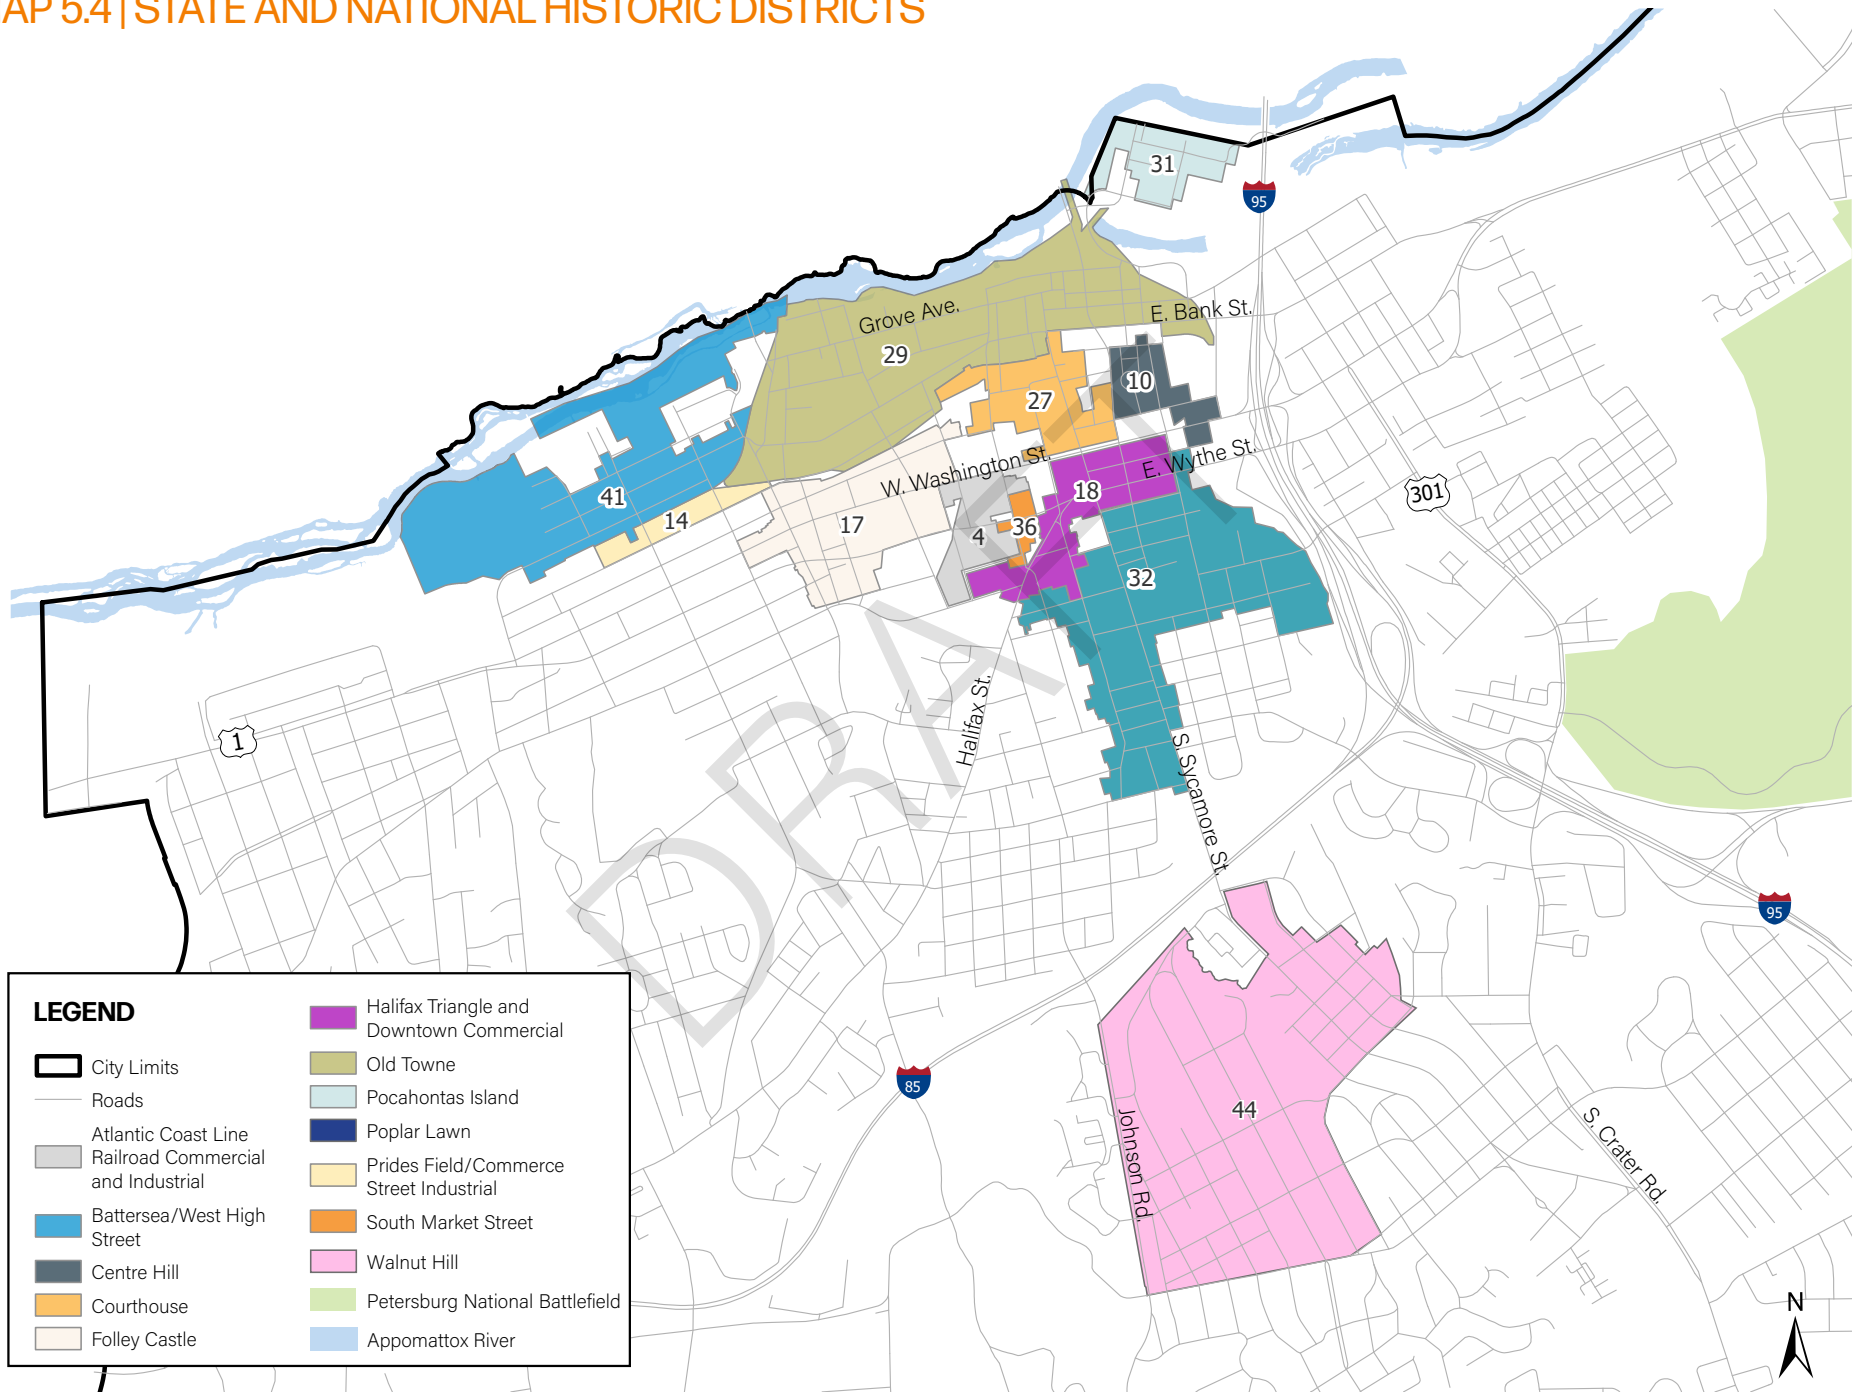 AP 5.4 | STATE AND NATIONAL HISTORIC DISTRICTS
31
95
Grove Ave.
E. Bank St.
29
10
27
W. Washington St.
E. Wythe St.
18
301
41
14
17
36
4
32
Halifax St.
1
S. Sycamore St.
DRAFT
95
85
44
Johnson Rd.
S. Crater Rd.
N
LEGEND
City Limits
Roads
Atlantic Coast Line
Railroad Commercial
and Industrial
Battersea/West High
Street
Centre Hill
Courthouse
Folley Castle
Halifax Triangle and
Downtown Commercial
Old Towne
Pocahontas Island
Poplar Lawn
Prides Field/Commerce
Street Industrial
South Market Street
Walnut Hill
Petersburg National Battlefield
Appomattox River